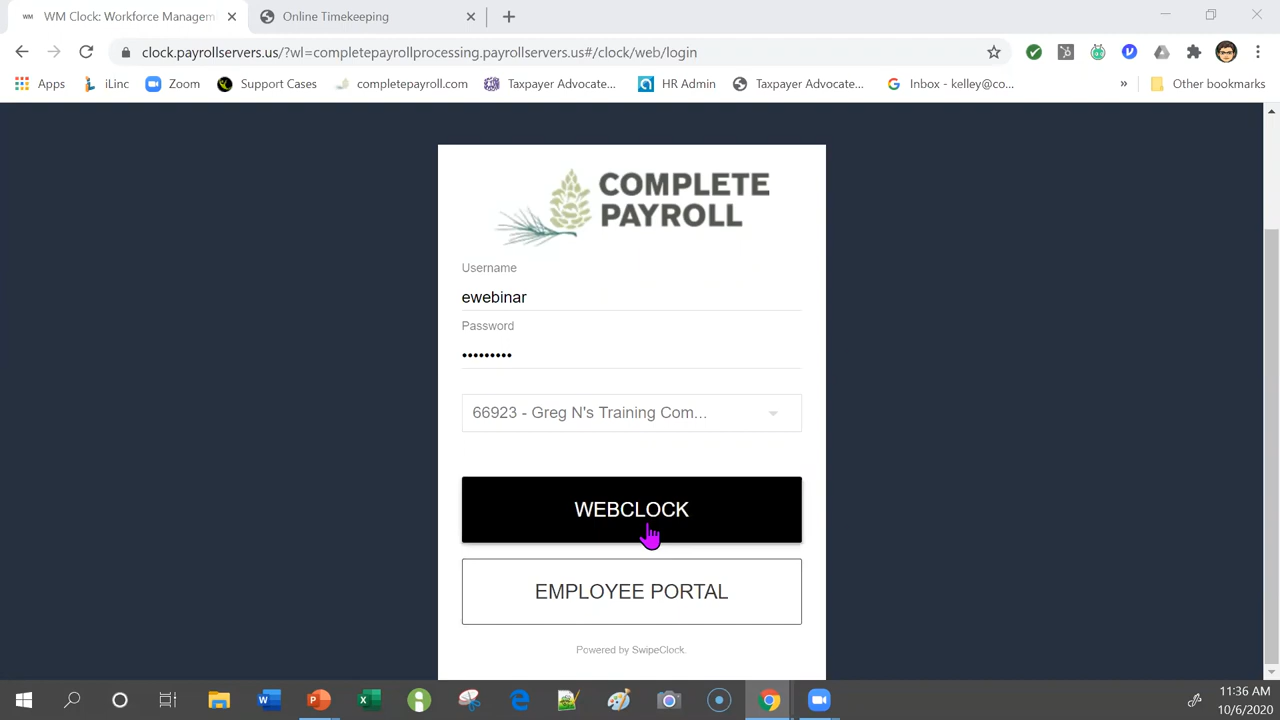 WM WM Clock: Workforce Managem
Online Timekeeping
clock.payrollservers.us/?wl=completepayrollprocessing.payrollservers.us#/clock/web/login
Apps iLinc Zoom Support Cases completepayroll.com Taxpayer Advocate... HR Admin Taxpayer Advocate... Inbox - kelley@co... » Other bookmarks
COMPLETE
PAYROLL
Username
ewebinar
Password
•••••••••
66923 - Greg N's Training Com...
WEBCLOCK
EMPLOYEE PORTAL
Powered by SwipeClock.
11:36 AM
10/6/2020